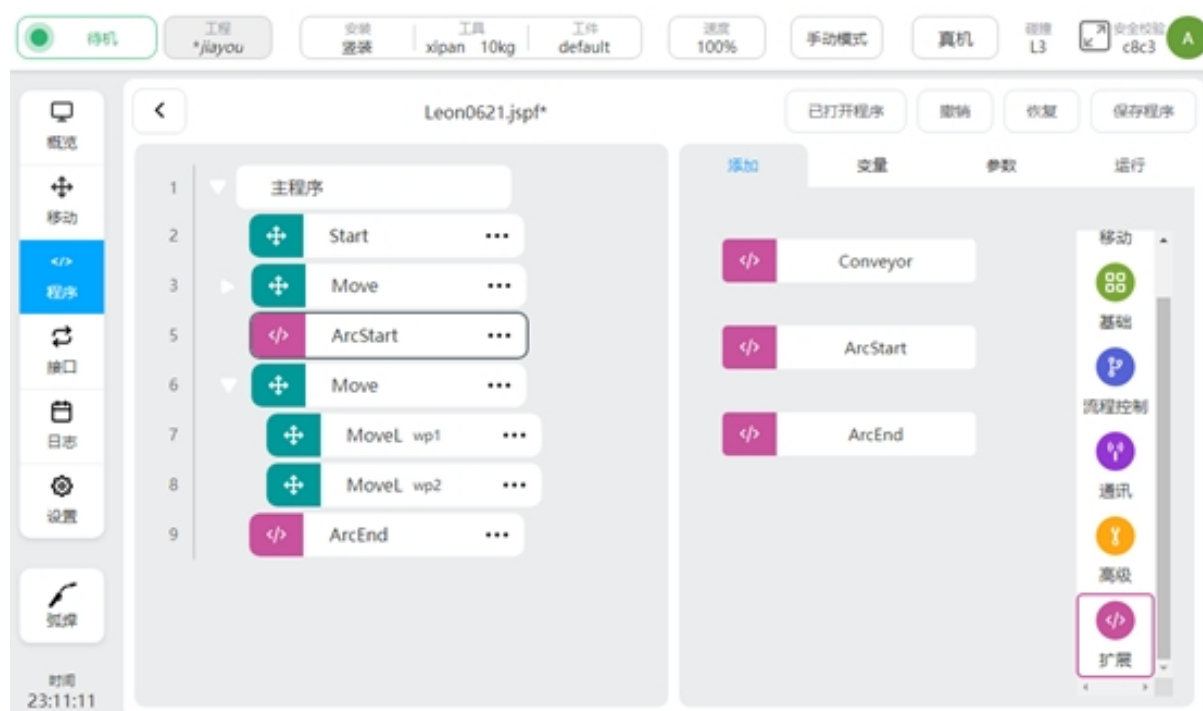 待机
工程
*jiayou
安装
竖装
工具
xipan 10kg
工件
default
速度
100%
手动模式
真机
碰撞
L3
安全校验
c8c3
A
概览
移动
程序
接口
日志
设置
弧焊
时间
23:11:11
Leon0621.jspf*
已打开程序
撤销
恢复
保存程序
1 主程序
2 Start
3 Move
5 ArcStart
6 Move
7 MoveL wp1
8 MoveL wp2
9 ArcEnd
添加
变量
参数
运行
Conveyor
ArcStart
ArcEnd
移动
基础
流程控制
通讯
高级
扩展